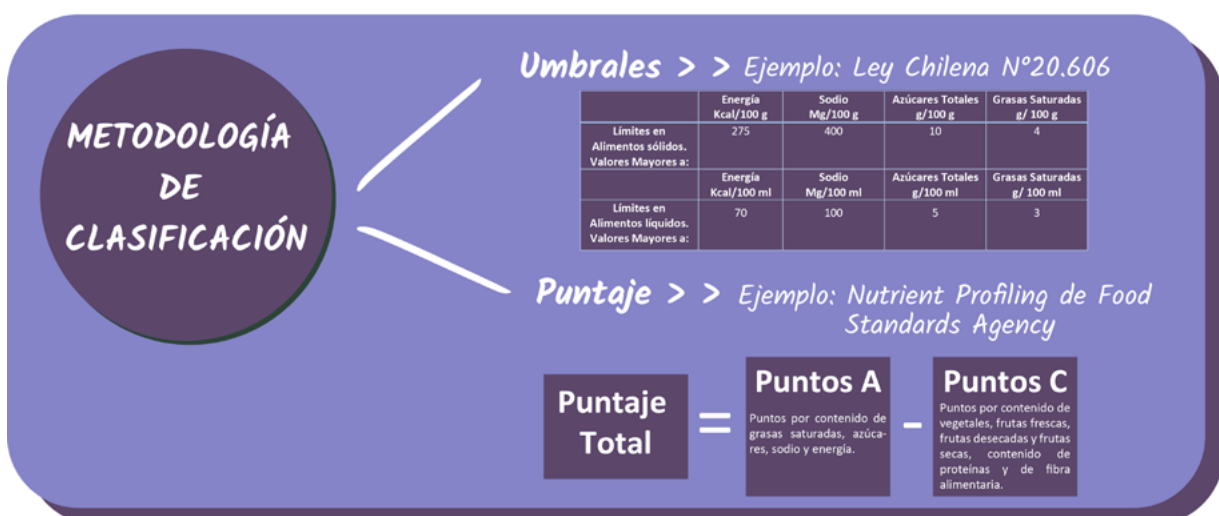 METODOLOGÍA
DE
CLASIFICACIÓN
Umbrales > > Ejemplo: Ley Chilena N°20.606
Energía Kcal/100 g Sodio Mg/100 g Azúcares Totales g/100 g Grasas Saturadas g/ 100 g
Límites en Alimentos sólidos. Valores Mayores a: 275 400 10 4
Energía Kcal/100 ml Sodio Mg/100 ml Azúcares Totales g/100 ml Grasas Saturadas g/ 100 ml
Límites en Alimentos líquidos. Valores Mayores a: 70 100 5 3
Puntaje > > Ejemplo: Nutrient Profiling de Food
Standards Agency
Puntaje
Total
=
Puntos A
Puntos por contenido de
grasas saturadas, azúca-
res, sodio y energía.
-
Puntos C
Puntos por contenido de
vegetales, frutas frescas,
frutas desecadas y frutas
secas, contenido de
proteínas y de fibra
alimentaria.